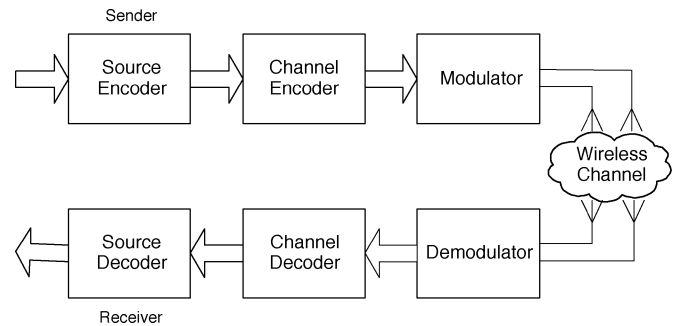 Sender
Source
Encoder
Channel
Encoder
Modulator
Wireless
Channel
Source
Decoder
Channel
Decoder
Demodulator
Receiver